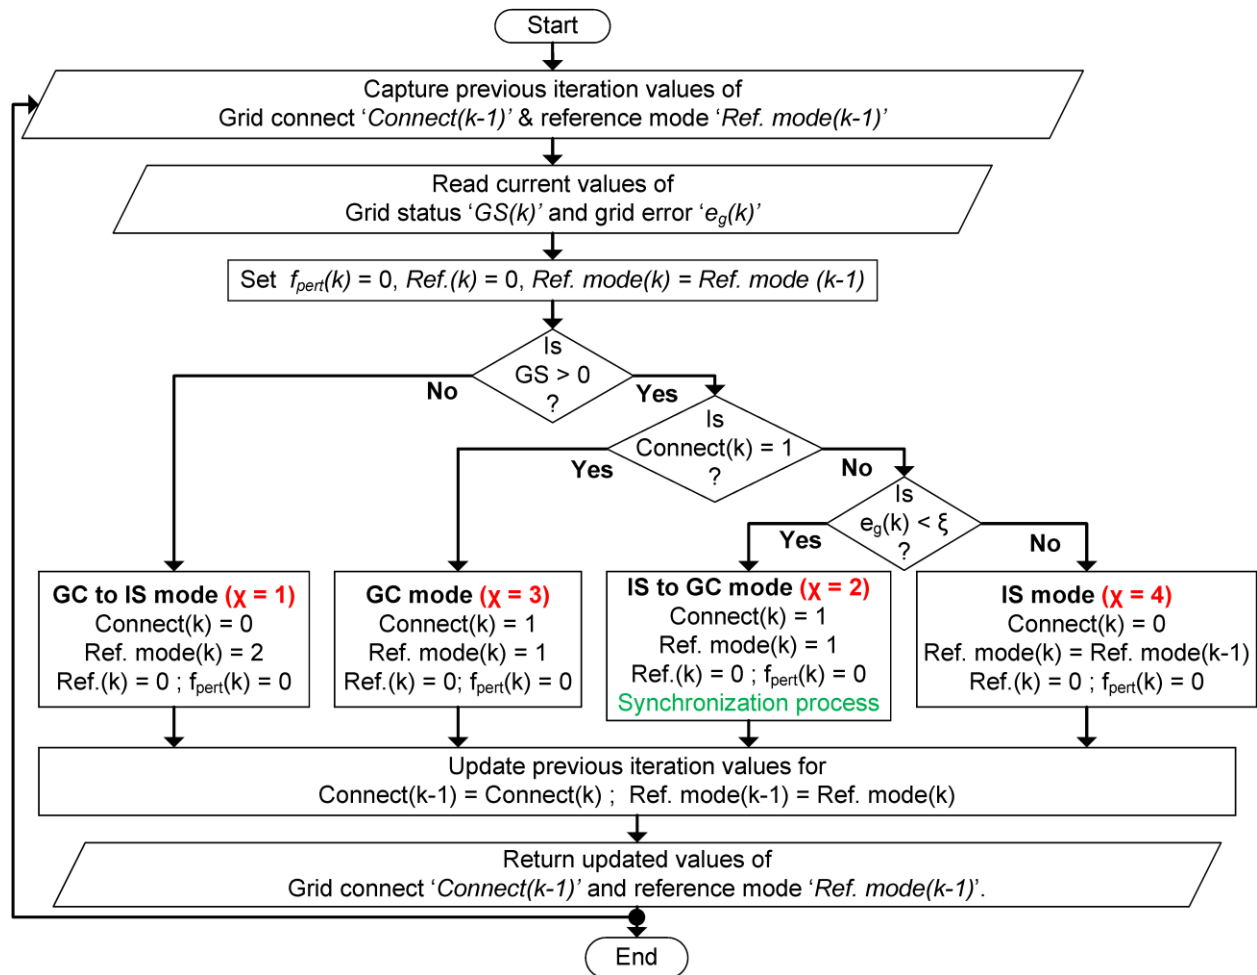 Start
Capture previous iteration values of
Grid connect ‘Connect(k-1)’ & reference mode ‘Ref. mode(k-1)’
Read current values of
Grid status ‘GS(k)’ and grid error ‘eg(k)’
Set fpert(k) = 0, Ref.(k) = 0, Ref. mode(k) = Ref. mode (k-1)
Is
GS > 0
?
No
Yes
Is
Connect(k) = 1
?
Yes
No
Is
eg(k) < ξ
?
Yes
No
GC to IS mode (χ = 1)
Connect(k) = 0
Ref. mode(k) = 2
Ref.(k) = 0 ; fpert(k) = 0
GC mode (χ = 3)
Connect(k) = 1
Ref. mode(k) = 1
Ref.(k) = 0; fpert(k) = 0
IS to GC mode (χ = 2)
Connect(k) = 1
Ref. mode(k) = 1
Ref.(k) = 0 ; fpert(k) = 0
Synchronization process
IS mode (χ = 4)
Connect(k) = 0
Ref. mode(k) = Ref. mode(k-1)
Ref.(k) = 0 ; fpert(k) = 0
Update previous iteration values for
Connect(k-1) = Connect(k) ; Ref. mode(k-1) = Ref. mode(k)
Return updated values of
Grid connect ‘Connect(k-1)’ and reference mode ‘Ref. mode(k-1)’.
End